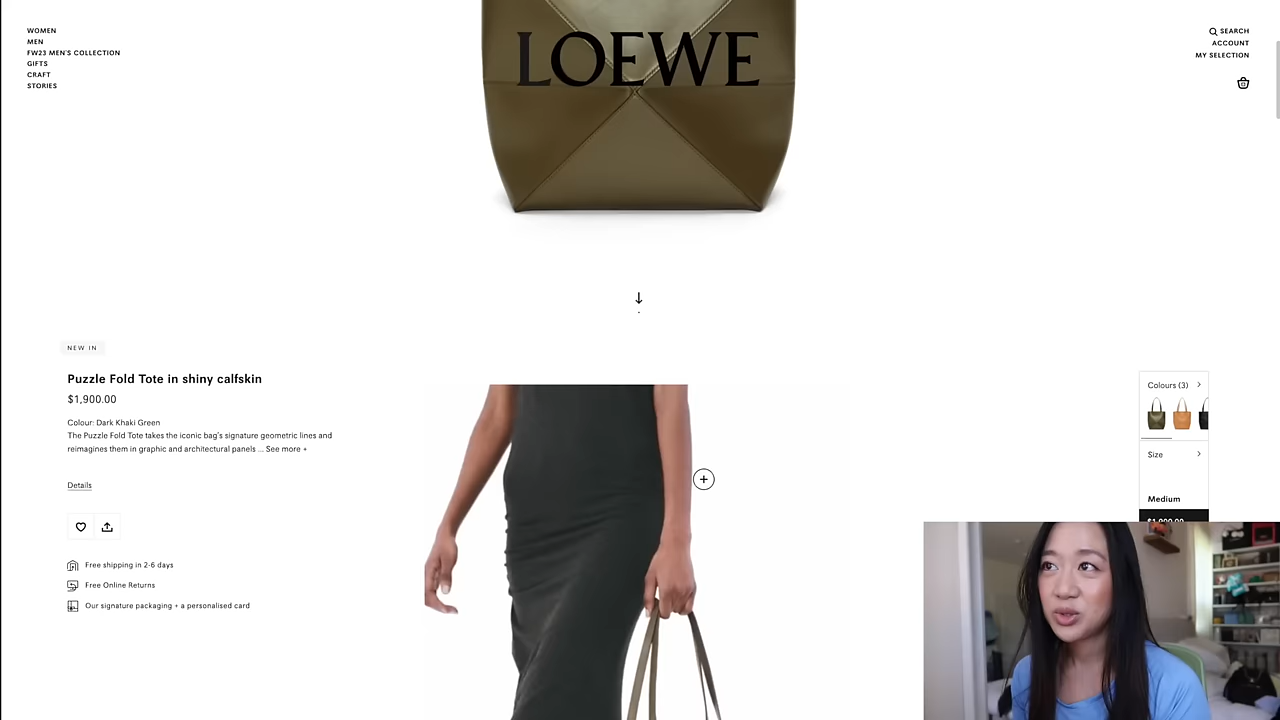 WOMEN
MEN
FW23 MEN'S COLLECTION
GIFTS
CRAFT
STORIES
LOEWE
SEARCH
ACCOUNT
MY SELECTION
NEW IN
Puzzle Fold Tote in shiny calfskin
$1,900.00
Colour: Dark Khaki Green
The Puzzle Fold Tote takes the iconic bag's signature geometric lines and
reimagines them in graphic and architectural panels ... See more +
Details
Free shipping in 2-6 days
Free Online Returns
Our signature packaging + a personalised card
Colours (3)
Size
Medium
$1,900.00